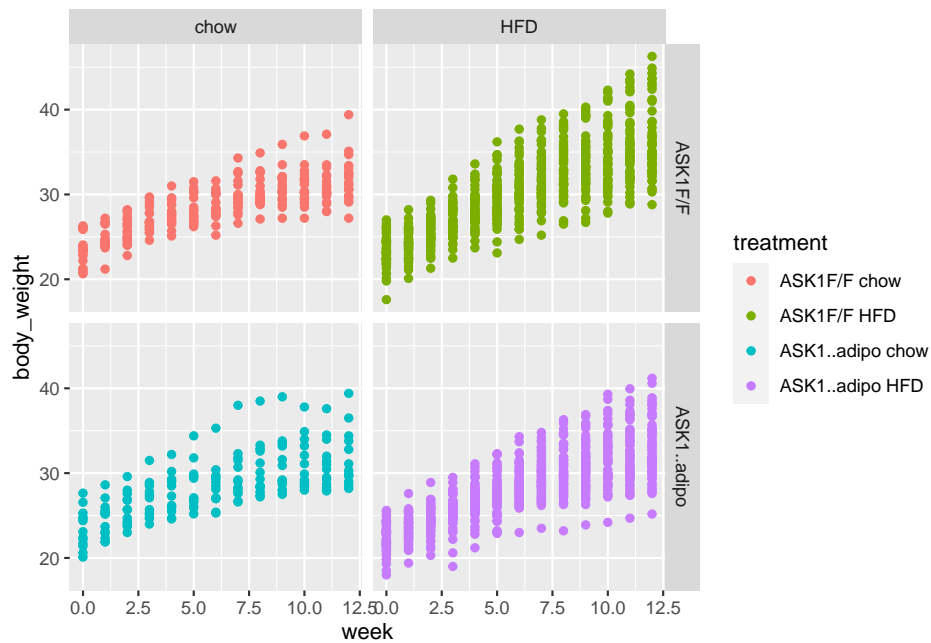 chow
HFD
40
30
20
ASK1F/F
40
30
20
ASK1..adipo
0.0 2.5 5.0 7.5 10.0 12.5
0.0 2.5 5.0 7.5 10.0 12.5
week
body_weight
treatment
ASK1F/F chow
ASK1F/F HFD
ASK1..adipo chow
ASK1..adipo HFD